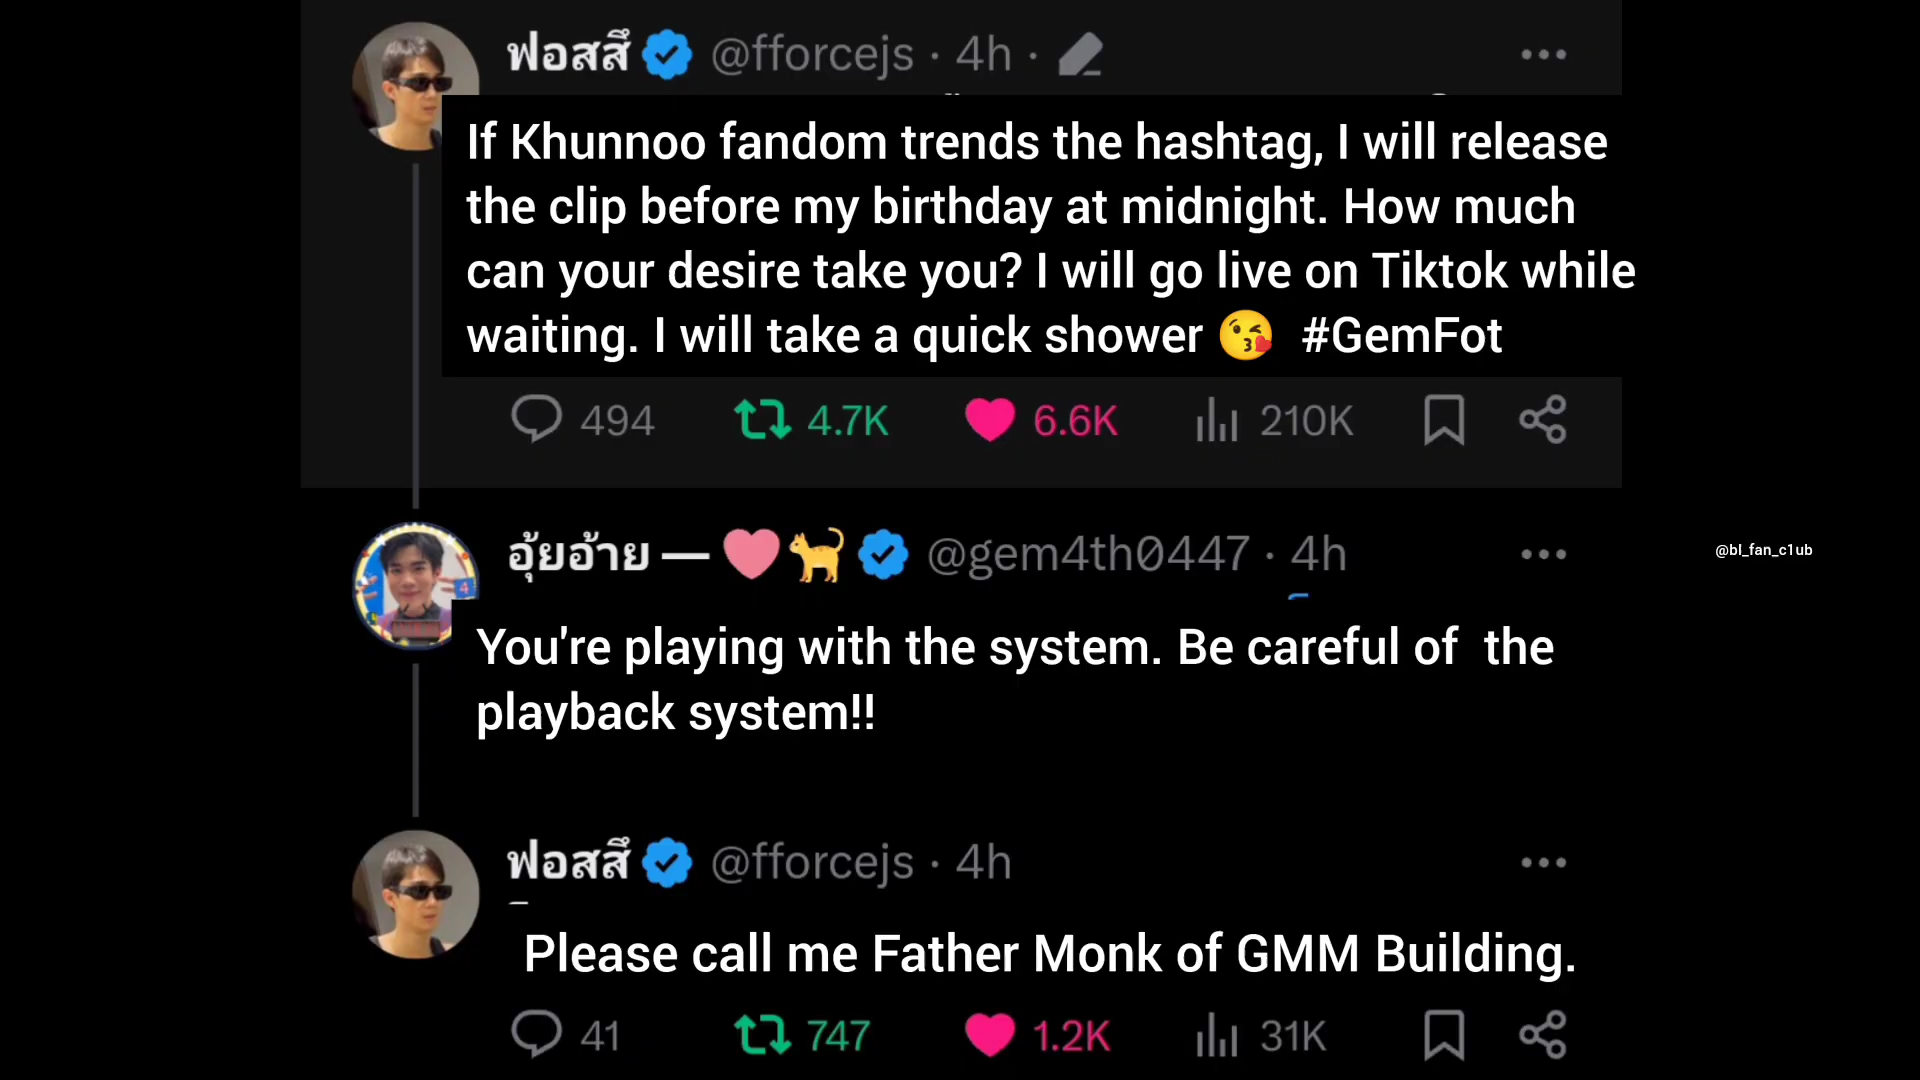 ฟอสสึ @fforcejs · 4h ·
If Khunnoo fandom trends the hashtag, I will release
the clip before my birthday at midnight. How much
can your desire take you? I will go live on Tiktok while
waiting. I will take a quick shower 😘 #GemFot
494 4.7K 6.6K 210K
อุ้ยอ้าย — 🩷🐈 @gem4th0447 · 4h
@bl_fan_c1ub
You're playing with the system. Be careful of the
playback system!!
ฟอสสึ @fforcejs · 4h
Please call me Father Monk of GMM Building.
41 747 1.2K 31K